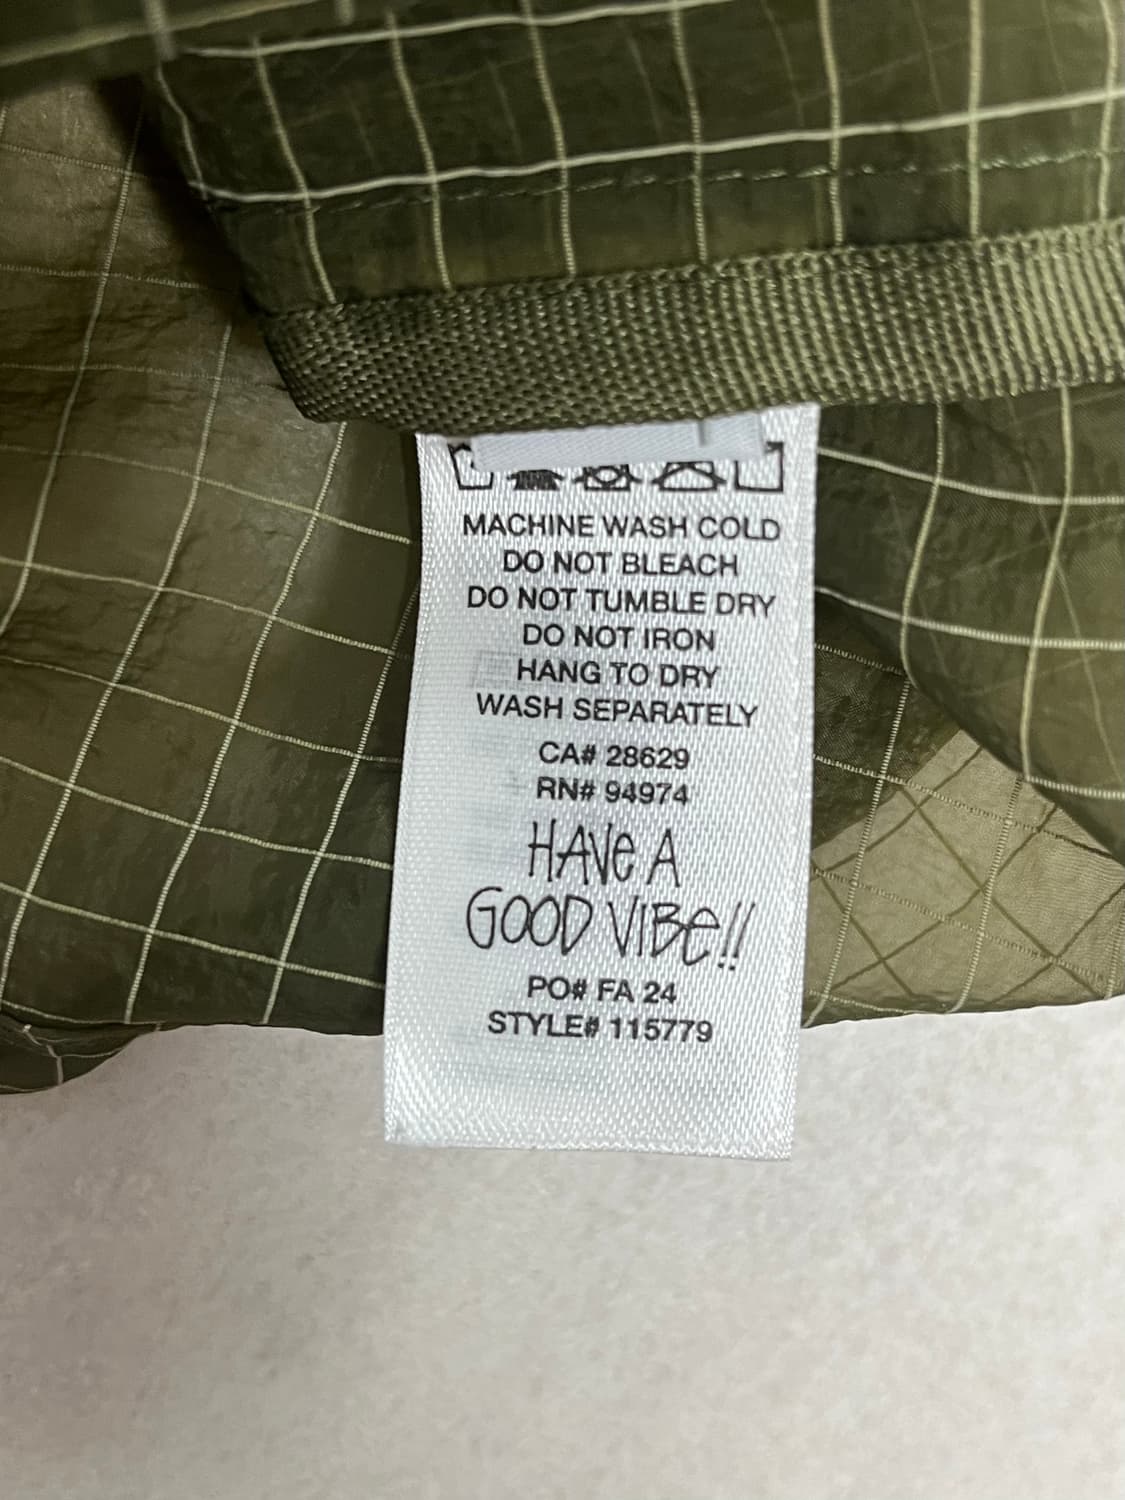 MACHINE WASH COLD
DO NOT BLEACH
DO NOT TUMBLE DRY
DO NOT IRON
HANG TO DRY
WASH SEPARATELY
CA# 28629
RN# 94974
HAVE A
GOOD VIBE!!
PO# FA 24
STYLE# 115779